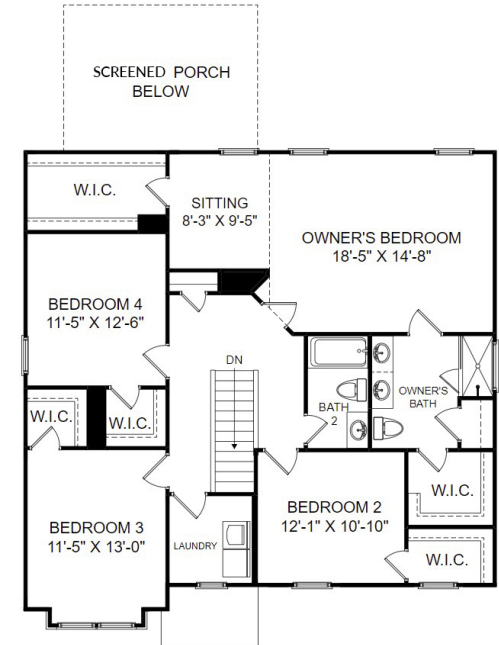 SCREENED PORCH
BELOW
W.I.C.
SITTING
8'-3" X 9'-5"
OWNER'S BEDROOM
18'-5" X 14'-8"
BEDROOM 4
11'-5" X 12'-6"
DN
OWNER'S
BATH
BATH
2
W.I.C.
W.I.C.
W.I.C.
BEDROOM 2
12'-1" X 10'-10"
BEDROOM 3
11'-5" X 13'-0"
LAUNDRY
W.I.C.